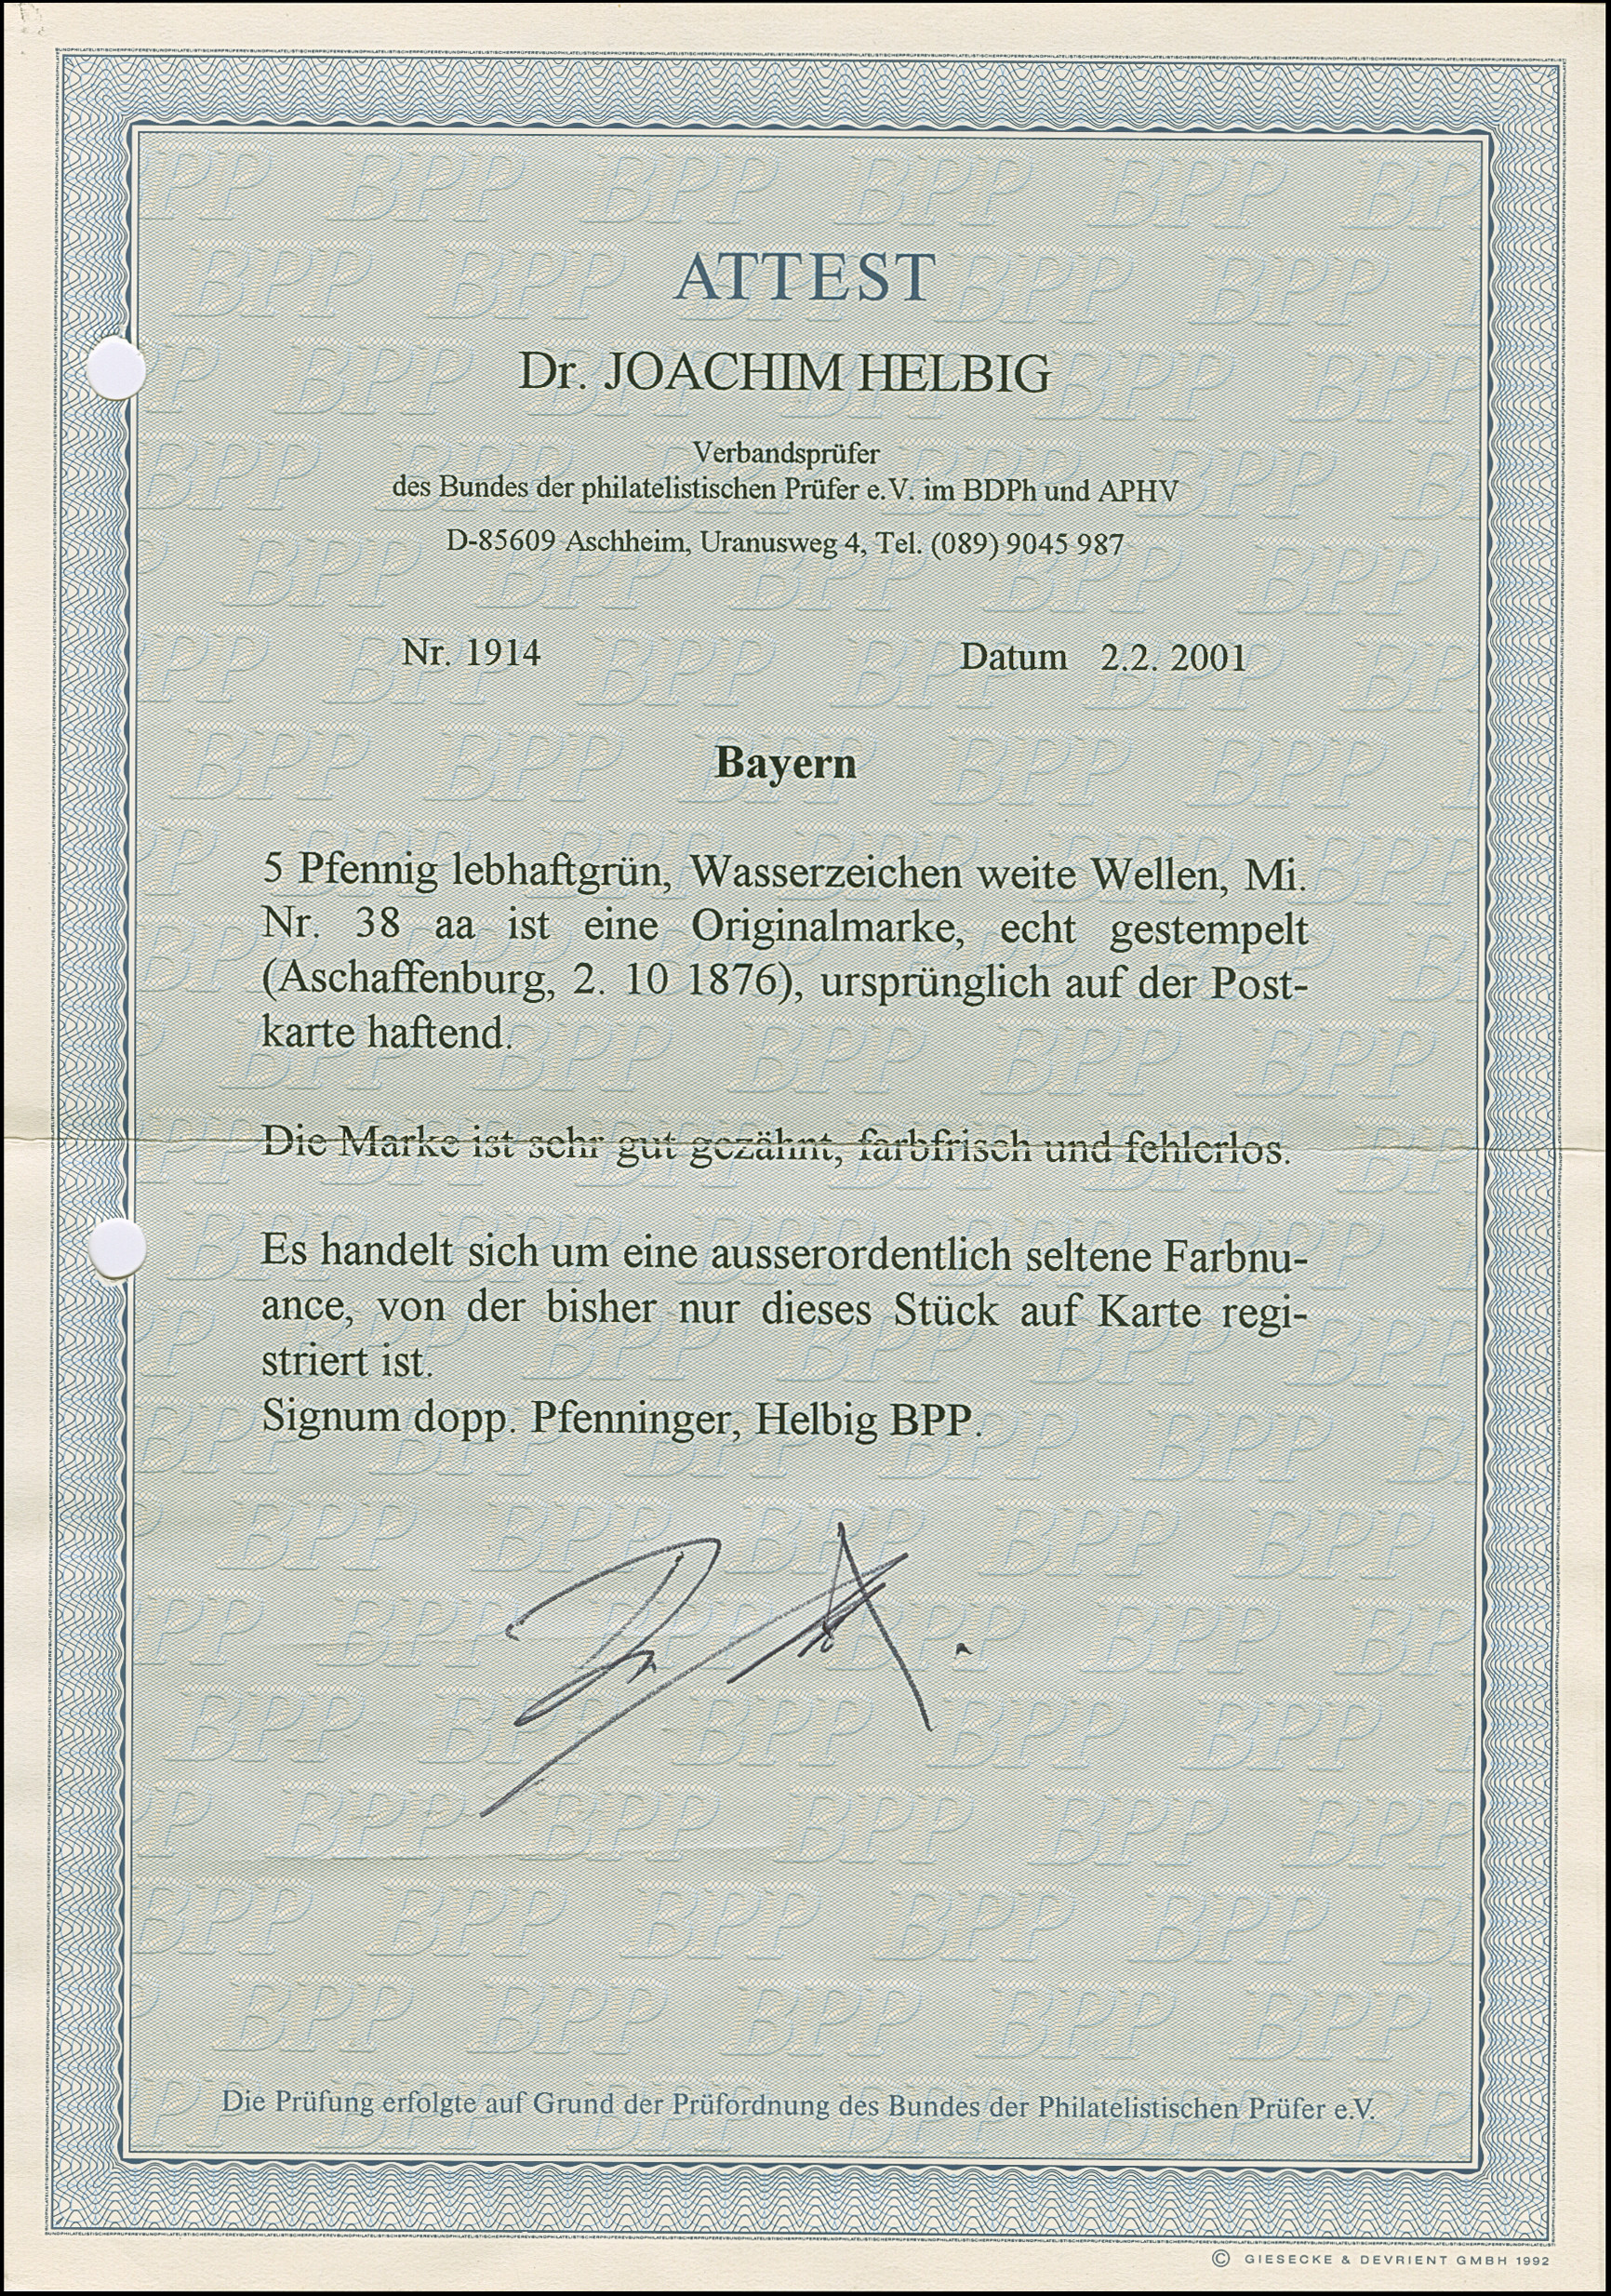 ATTEST
Dr. JOACHIM HELBIG
Verbandsprüfer
des Bundes der philatelistischen Prüfer e.V. im BDPh und APHV
D-85609 Aschheim, Uranusweg 4, Tel. (089) 9045 987
Nr. 1914 Datum 2.2. 2001
Bayern
5 Pfennig lebhaftgrün, Wasserzeichen weite Wellen, Mi.
Nr. 38 aa ist eine Originalmarke, echt gestempelt
(Aschaffenburg, 2. 10 1876), ursprünglich auf der Post-
karte haftend.
Die Marke ist sehr gut gezähnt, farbfrisch und fehlerlos.
Es handelt sich um eine ausserordentlich seltene Farbnu-
ance, von der bisher nur dieses Stück auf Karte regi-
striert ist.
Signum dopp. Pfenninger, Helbig BPP.
Die Prüfung erfolgte auf Grund der Prüfordnung des Bundes der Philatelistischen Prüfer e.V.
© GIESECKE & DEVRIENT GMBH 1992